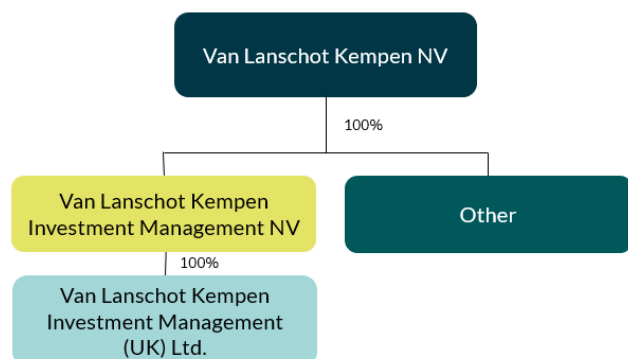 Van Lanschot Kempen NV
100%
Van Lanschot Kempen
Investment Management NV
Other
100%
Van Lanschot Kempen
Investment Management
(UK) Ltd.